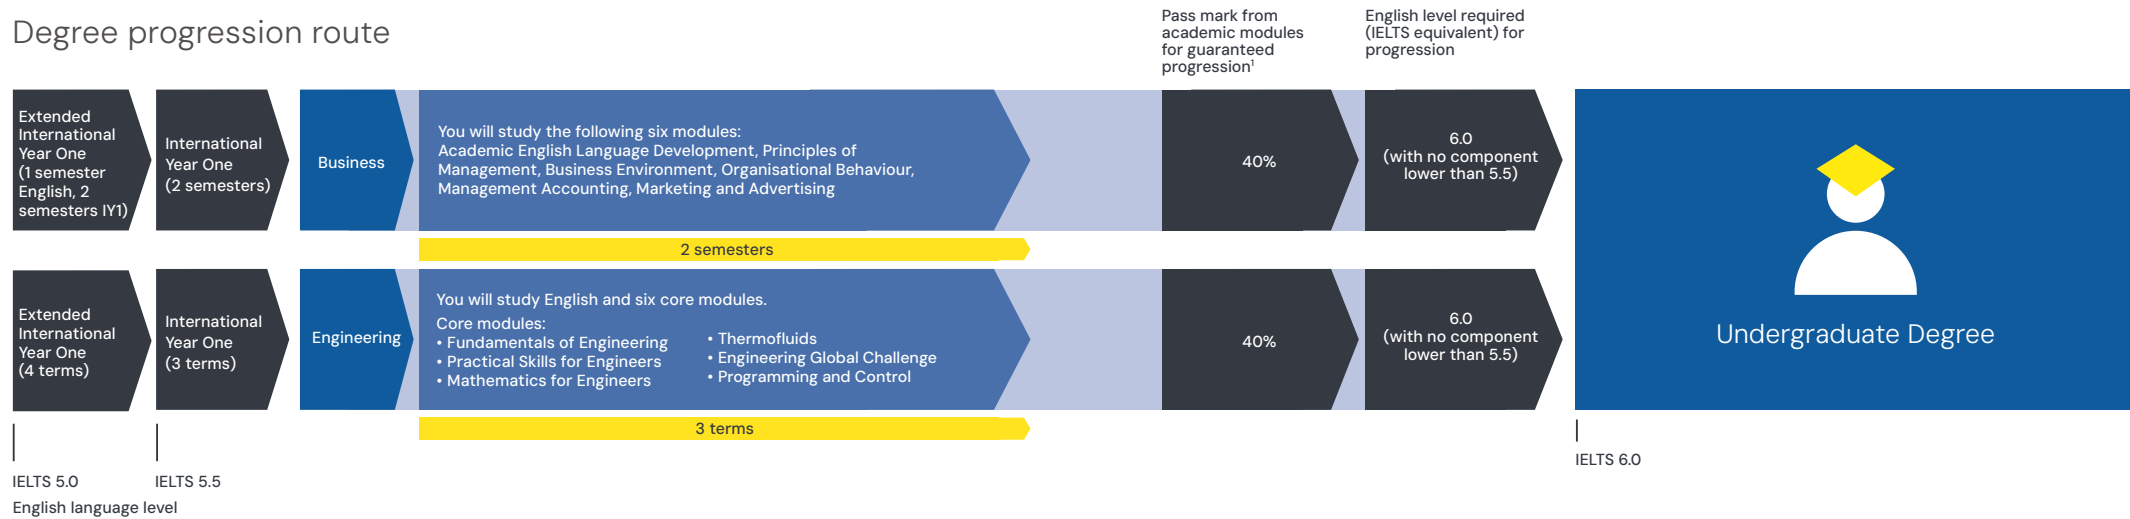 Degree progression route
Pass mark from
academic modules
for guaranteed
progression¹
English level required
(IELTS equivalent) for
progression
Extended
International
Year One
(1 semester
English, 2
semesters IY1)
International
Year One
(2 semesters)
Business
You will study the following six modules:
Academic English Language Development, Principles of
Management, Business Environment, Organisational Behaviour,
Management Accounting, Marketing and Advertising
40%
6.0
(with no component
lower than 5.5)
2 semesters
Extended
International
Year One
(4 terms)
International
Year One
(3 terms)
Engineering
You will study English and six core modules.
Core modules:
• Fundamentals of Engineering
• Practical Skills for Engineers
• Mathematics for Engineers
• Thermofluids
• Engineering Global Challenge
• Programming and Control
40%
6.0
(with no component
lower than 5.5)
3 terms
Undergraduate Degree
IELTS 5.0
IELTS 5.5
IELTS 6.0
English language level